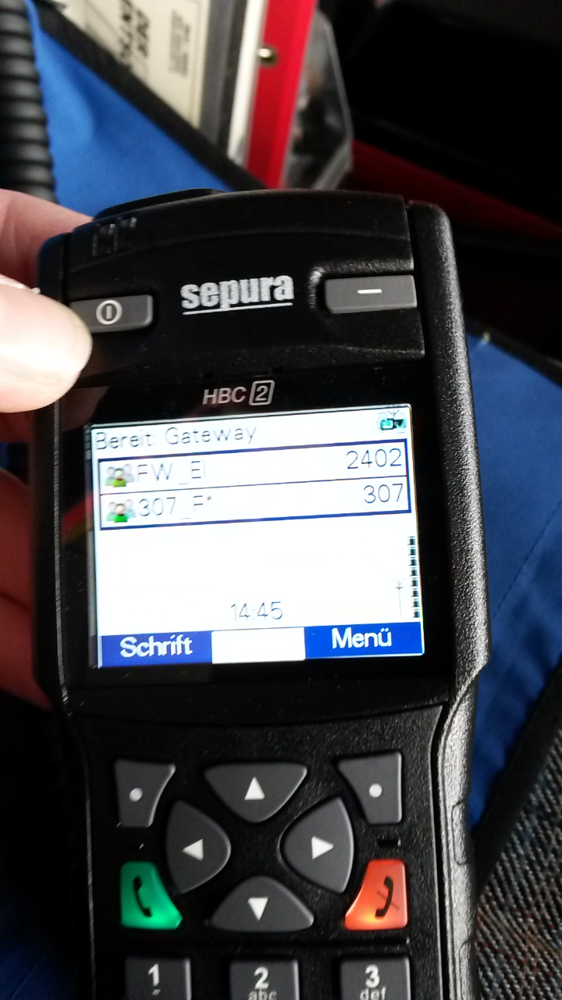 sepura
HBC 2
Bereit: Gateway
FW_El 2402
307_F* 307
14:45
Schrift Menü
1 2 3
abc def